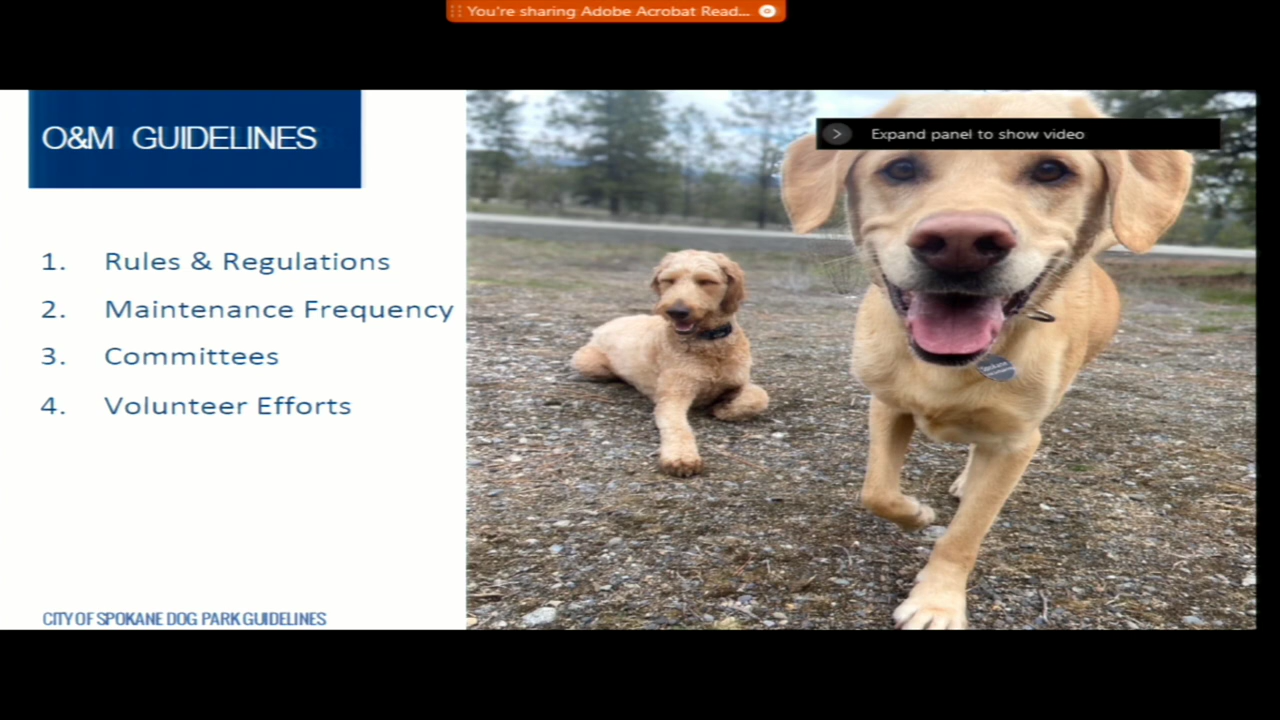 You're sharing Adobe Acrobat Read...
O&M GUIDELINES
Expand panel to show video
1. Rules & Regulations
2. Maintenance Frequency
3. Committees
4. Volunteer Efforts
CITY OF SPOKANE DOG PARK GUIDELINES